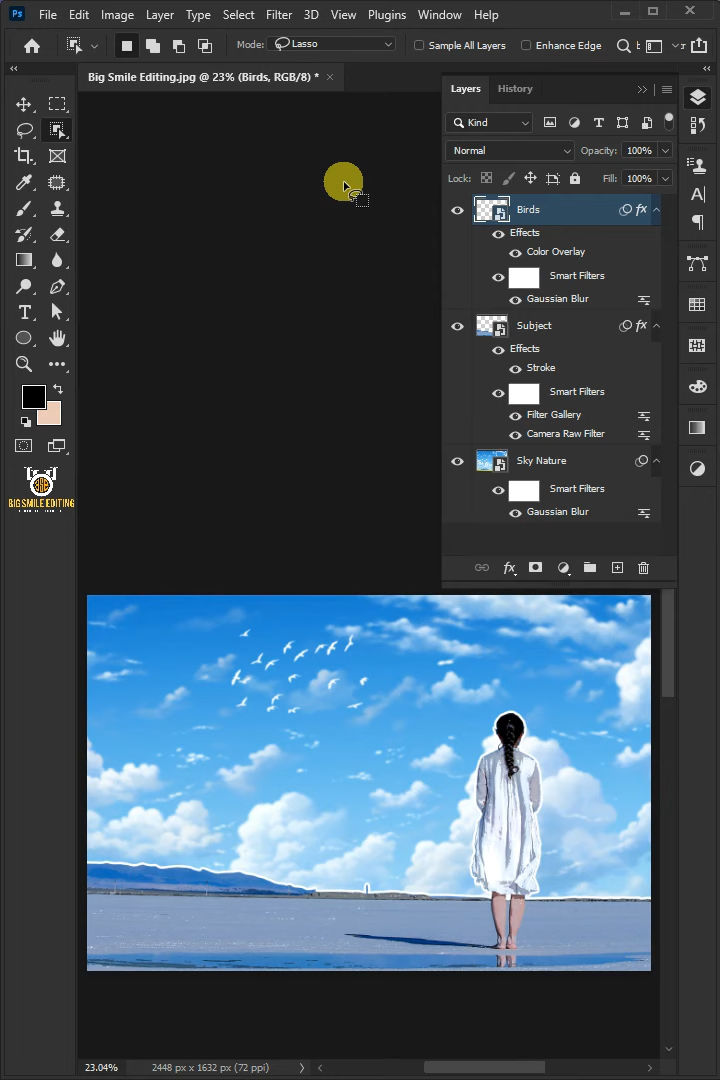 Ps File Edit Image Layer Type Select Filter 3D View Plugins Window Help
Mode: Lasso Sample All Layers Enhance Edge
Big Smile Editing.jpg @ 23% (Birds, RGB/8) * ×
Layers History
Kind
Normal Opacity: 100%
Lock: Fill: 100%
Birds fx
Effects
Color Overlay
Smart Filters
Gaussian Blur
Subject fx
Effects
Stroke
Smart Filters
Filter Gallery
Camera Raw Filter
Sky Nature
Smart Filters
Gaussian Blur
fx
BIG SMILE EDITING
23.04% 2448 px x 1632 px (72 ppi)